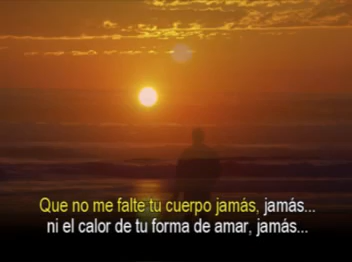 Que no me falte tu cuerpo jamás, jamás...
ni el calor de tu forma de amar, jamás...